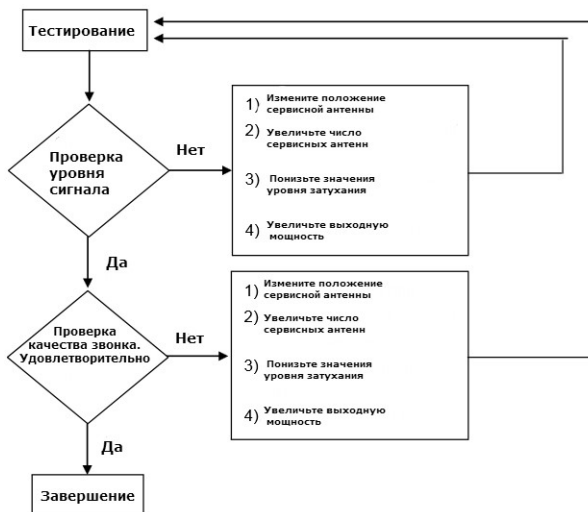 Тестирование
Проверка
уровня
сигнала
Нет
1) Измените положение
сервисной антенны
2) Увеличьте число
сервисных антенн
3) Понизьте значения
уровня затухания
4) Увеличьте выходную
мощность
Да
Проверка
качества звонка.
Удовлетворительно
Нет
1) Измените положение
сервисной антенны
2) Увеличьте число
сервисных антенн
3) Понизьте значения
уровня затухания
4) Увеличьте выходную
мощность
Да
Завершение